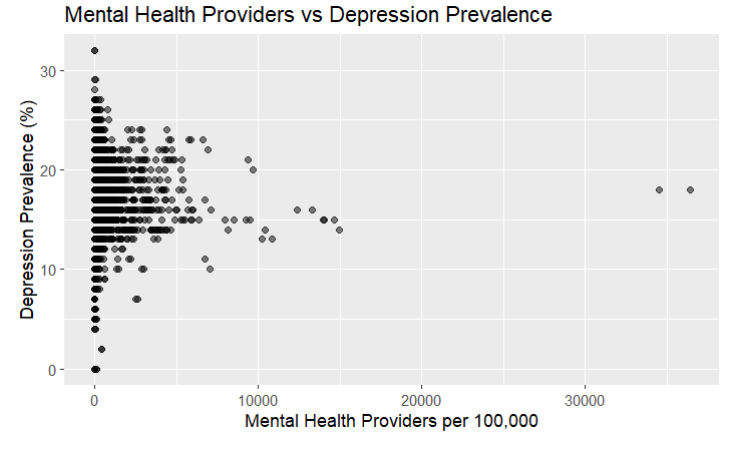 Mental Health Providers vs Depression Prevalence
Depression Prevalence (%)
30
20
10
0
0 10000 20000 30000
Mental Health Providers per 100,000